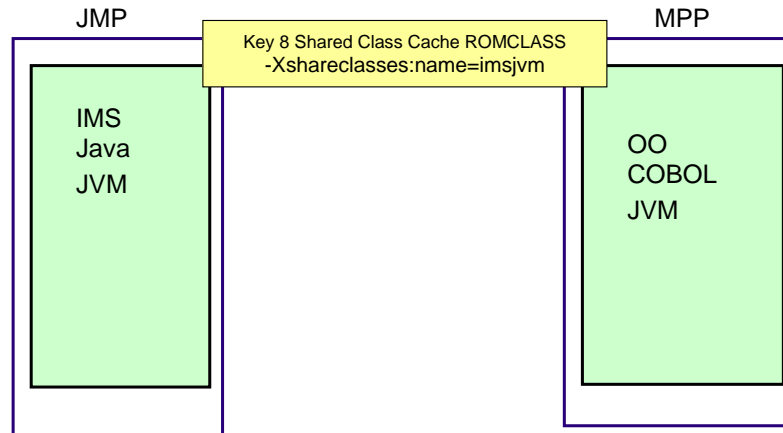 JMP
MPP
Key 8 Shared Class Cache ROMCLASS
-Xshareclasses:name=imsjvm
IMS
Java
JVM
OO
COBOL
JVM